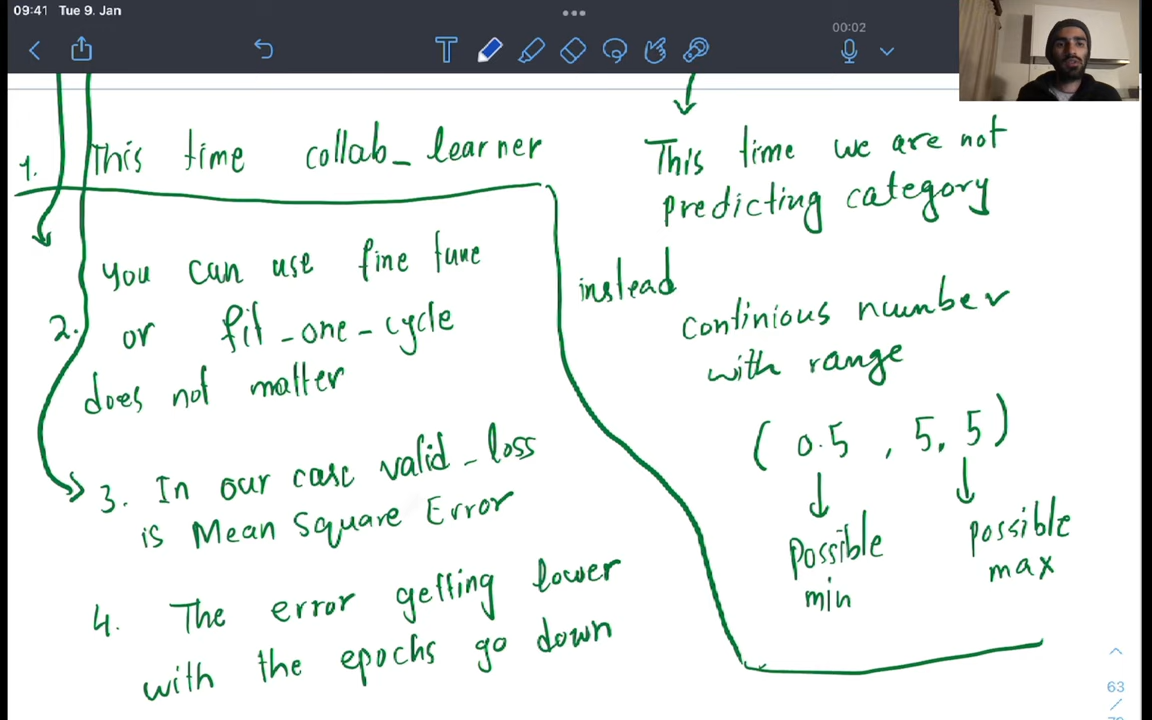 09:41 Tue 9. Jan
00:02
T
1. This time collab_learner
you can use fine tune
2. or fit_one_cycle
does not matter
3. In our case valid_loss
is Mean Square Error
4. The error getting lower
with the epochs go down
This time we are not
predicting category
instead
continious number
with range
( 0.5 , 5,5 )
possible
min
possible
max
63
/